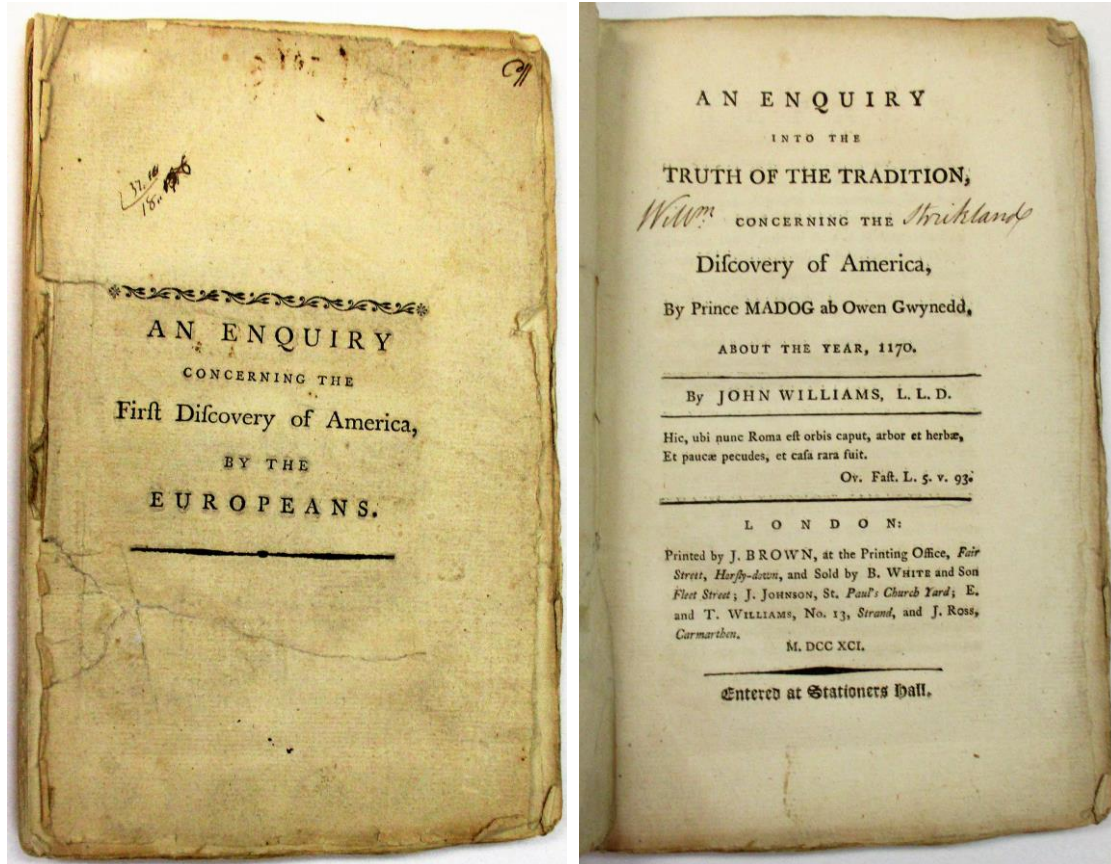 37.
18..
AN ENQUIRY
CONCERNING THE
Firſt Diſcovery of America,
BY THE
EUROPEANS.
AN ENQUIRY
INTO THE
TRUTH OF THE TRADITION,
Willm. CONCERNING THE Strickland
Diſcovery of America,
By Prince MADOG ab Owen Gwynedd,
ABOUT THE YEAR, 1170.
By JOHN WILLIAMS, L. L. D.
Hic, ubi nunc Roma eſt orbis caput, arbor et herbæ,
Et paucæ pecudes, et caſa rara fuit.
Ov. Faſt. L. 5. v. 93.
LONDON:
Printed by J. BROWN, at the Printing Office, Fair
Street, Horſly-down, and Sold by B. WHITE and Son
Fleet Street; J. JOHNSON, St. Paul's Church Yard; E.
and T. WILLIAMS, No. 13, Strand, and J. Ross,
Carmarthen.
M. DCC XCI.
Entered at Stationers Hall.